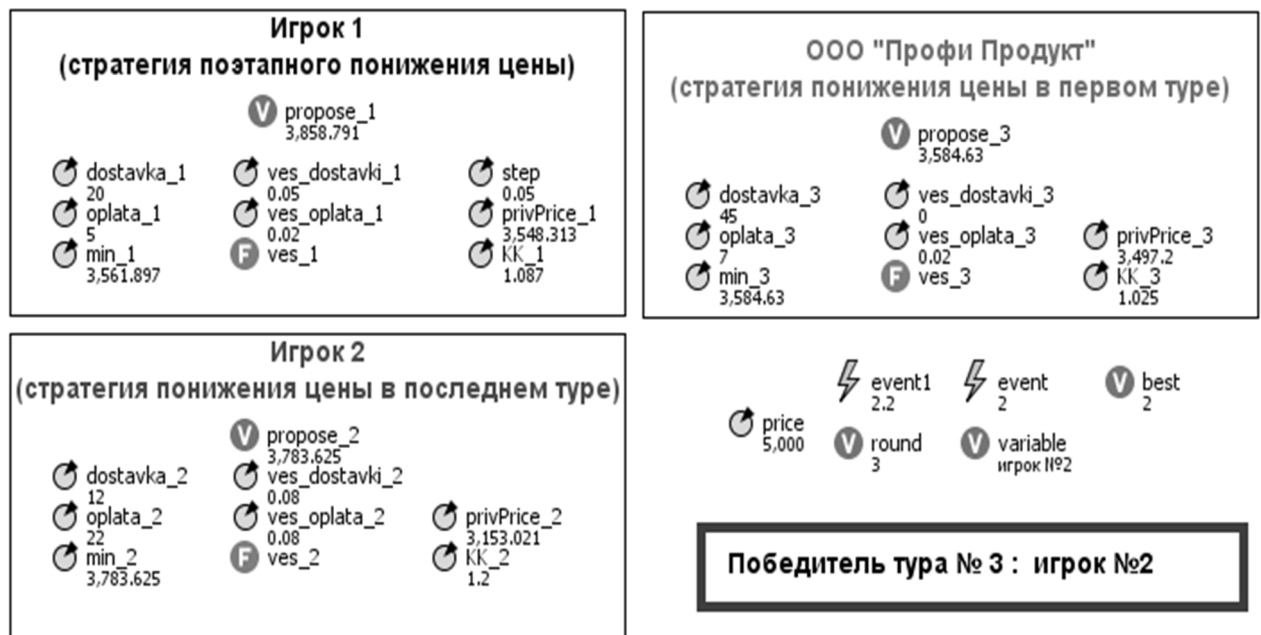 Игрок 1
(стратегия поэтапного понижения цены)
V propose_1
3,858.791
dostavka_1
20
ves_dostavki_1
0.05
step
0.05
oplata_1
5
ves_oplata_1
0.02
privPrice_1
3,548.313
min_1
3,561.897
F ves_1
КК_1
1.087
ООО "Профи Продукт"
(стратегия понижения цены в первом туре)
V propose_3
3,584.63
dostavka_3
45
ves_dostavki_3
0
oplata_3
7
ves_oplata_3
0.02
privPrice_3
3,497.2
min_3
3,584.63
F ves_3
КК_3
1.025
Игрок 2
(стратегия понижения цены в последнем туре)
V propose_2
3,783.625
dostavka_2
12
ves_dostavki_2
0.08
oplata_2
22
ves_oplata_2
0.08
privPrice_2
3,153.021
min_2
3,783.625
F ves_2
КК_2
1.2
event1
2.2
event
2
V best
2
price
5,000
V round
3
V variable
игрок №2
Победитель тура № 3 : игрок №2